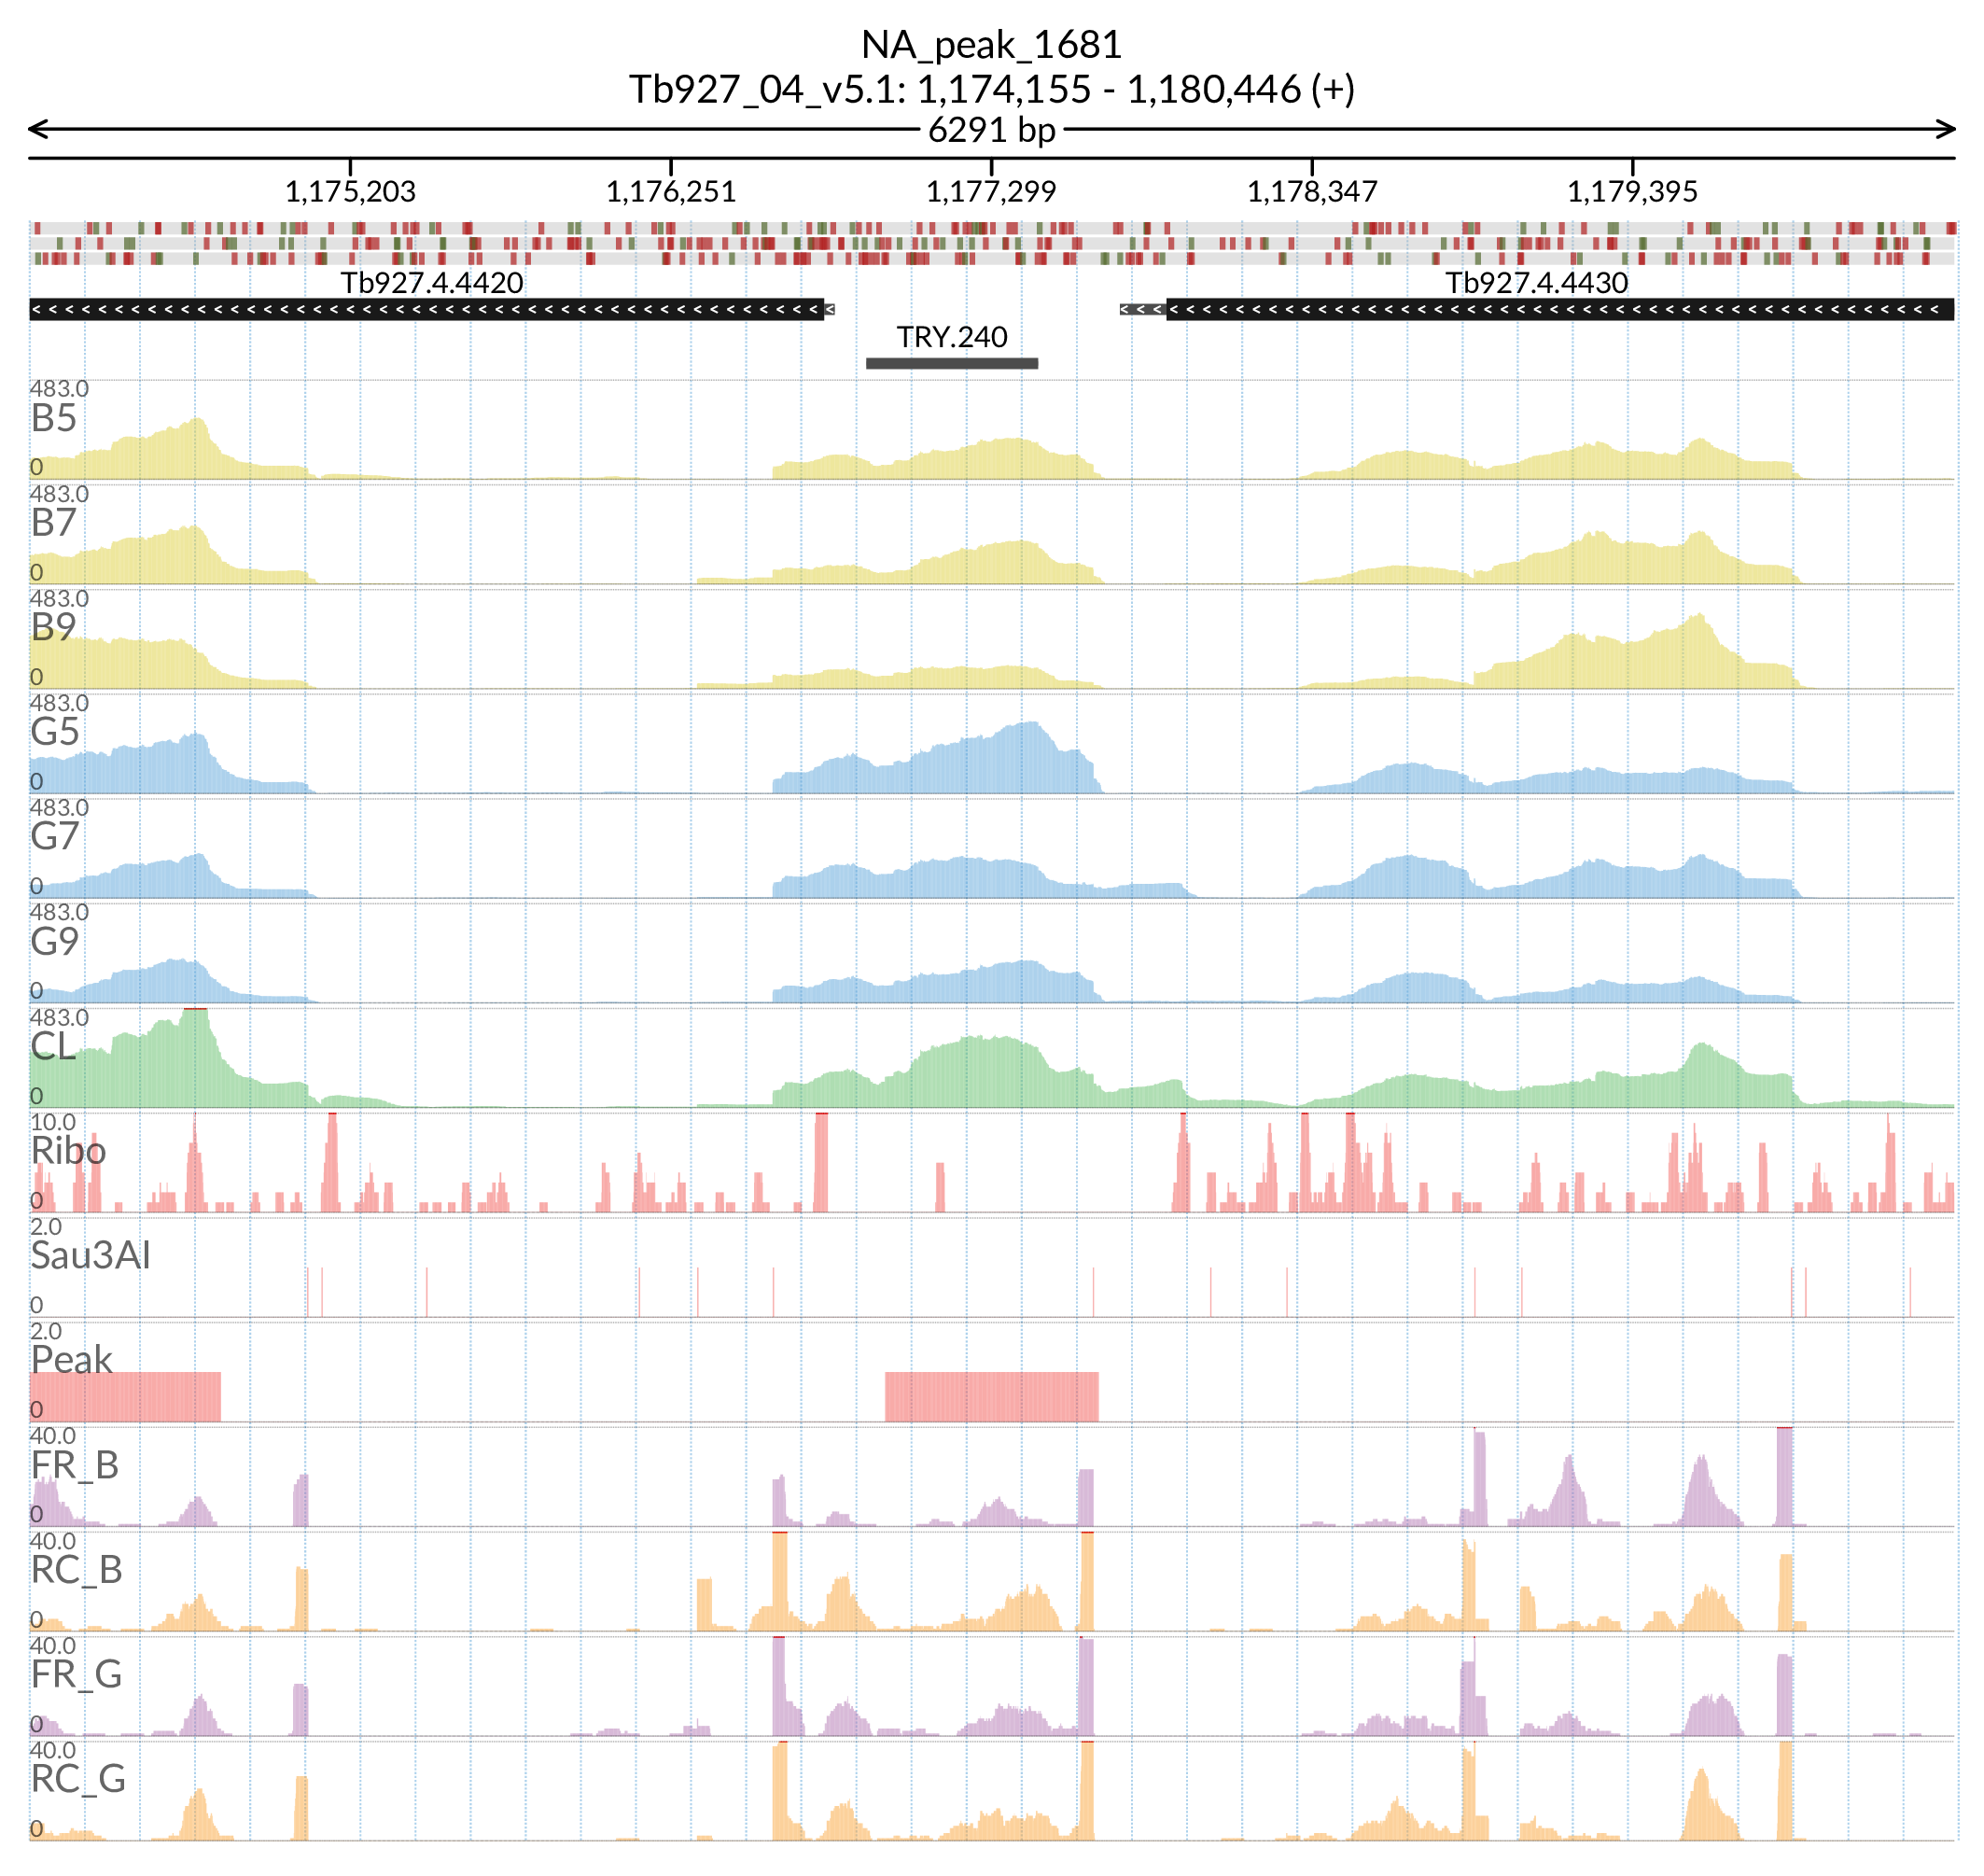 NA_peak_1681
Tb927_04_v5.1: 1,174,155 - 1,180,446 (+)
6291 bp
1,175,203 1,176,251 1,177,299 1,178,347 1,179,395
Tb927.4.4420 Tb927.4.4430
TRY.240
483.0
B5
0
483.0
B7
0
483.0
B9
0
483.0
G5
0
483.0
G7
0
483.0
G9
0
483.0
CL
0
10.0
Ribo
0
2.0
Sau3AI
0
2.0
Peak
0
40.0
FR_B
0
40.0
RC_B
0
40.0
FR_G
0
40.0
RC_G
0